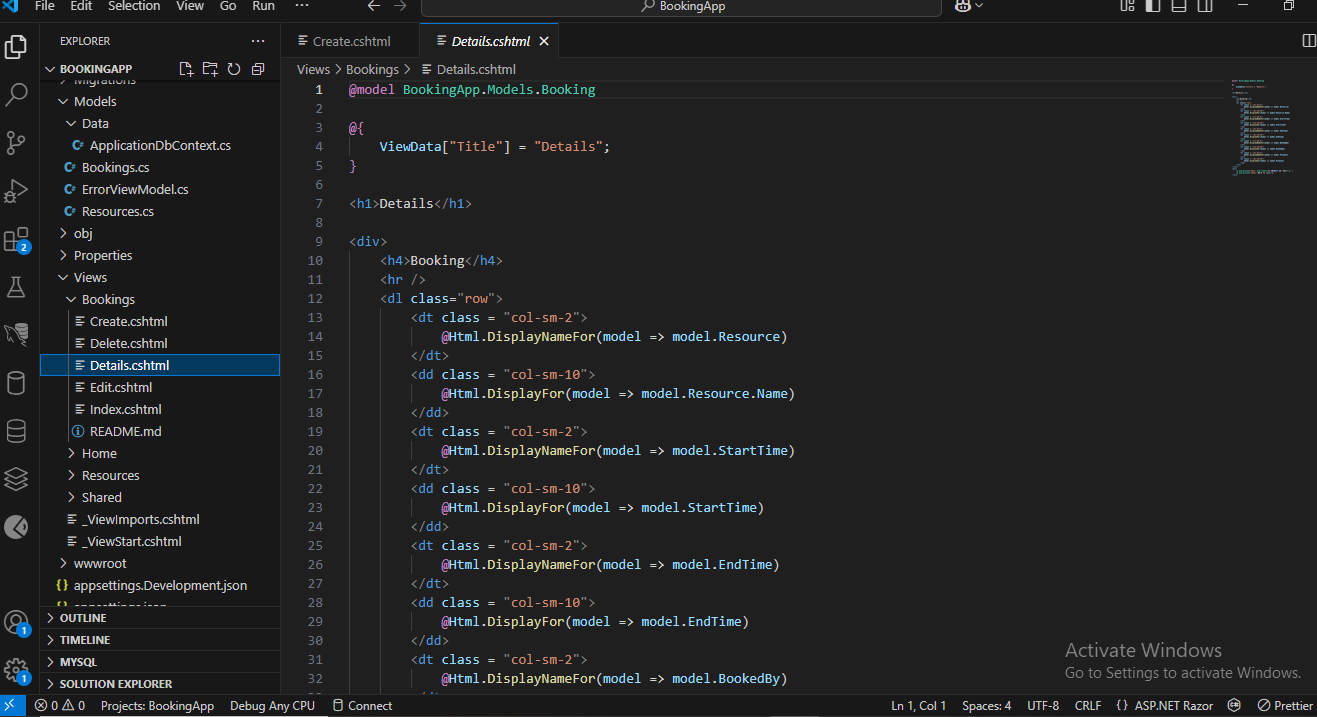 File Edit Selection View Go Run ··· BookingApp
EXPLORER ···
BOOKINGAPP
Migrations
Models
Data
ApplicationDbContext.cs
Bookings.cs
ErrorViewModel.cs
Resources.cs
obj
Properties
Views
Bookings
Create.cshtml
Delete.cshtml
Details.cshtml
Edit.cshtml
Index.cshtml
README.md
Home
Resources
Shared
_ViewImports.cshtml
_ViewStart.cshtml
wwwroot
appsettings.Development.json
appsettings.json
OUTLINE
TIMELINE
MYSQL
SOLUTION EXPLORER
2
1
1
Create.cshtml Details.cshtml
Views > Bookings > Details.cshtml
1 @model BookingApp.Models.Booking
2
3 @{
4 ViewData["Title"] = "Details";
5 }
6
7 <h1>Details</h1>
8
9 <div>
10 <h4>Booking</h4>
11 <hr />
12 <dl class="row">
13 <dt class = "col-sm-2">
14 @Html.DisplayNameFor(model => model.Resource)
15 </dt>
16 <dd class = "col-sm-10">
17 @Html.DisplayFor(model => model.Resource.Name)
18 </dd>
19 <dt class = "col-sm-2">
20 @Html.DisplayNameFor(model => model.StartTime)
21 </dt>
22 <dd class = "col-sm-10">
23 @Html.DisplayFor(model => model.StartTime)
24 </dd>
25 <dt class = "col-sm-2">
26 @Html.DisplayNameFor(model => model.EndTime)
27 </dt>
28 <dd class = "col-sm-10">
29 @Html.DisplayFor(model => model.EndTime)
30 </dd>
31 <dt class = "col-sm-2">
32 @Html.DisplayNameFor(model => model.BookedBy)
Activate Windows
Go to Settings to activate Windows.
0 0 Projects: BookingApp Debug Any CPU Connect Ln 1, Col 1 Spaces: 4 UTF-8 CRLF {} ASP.NET Razor Prettier